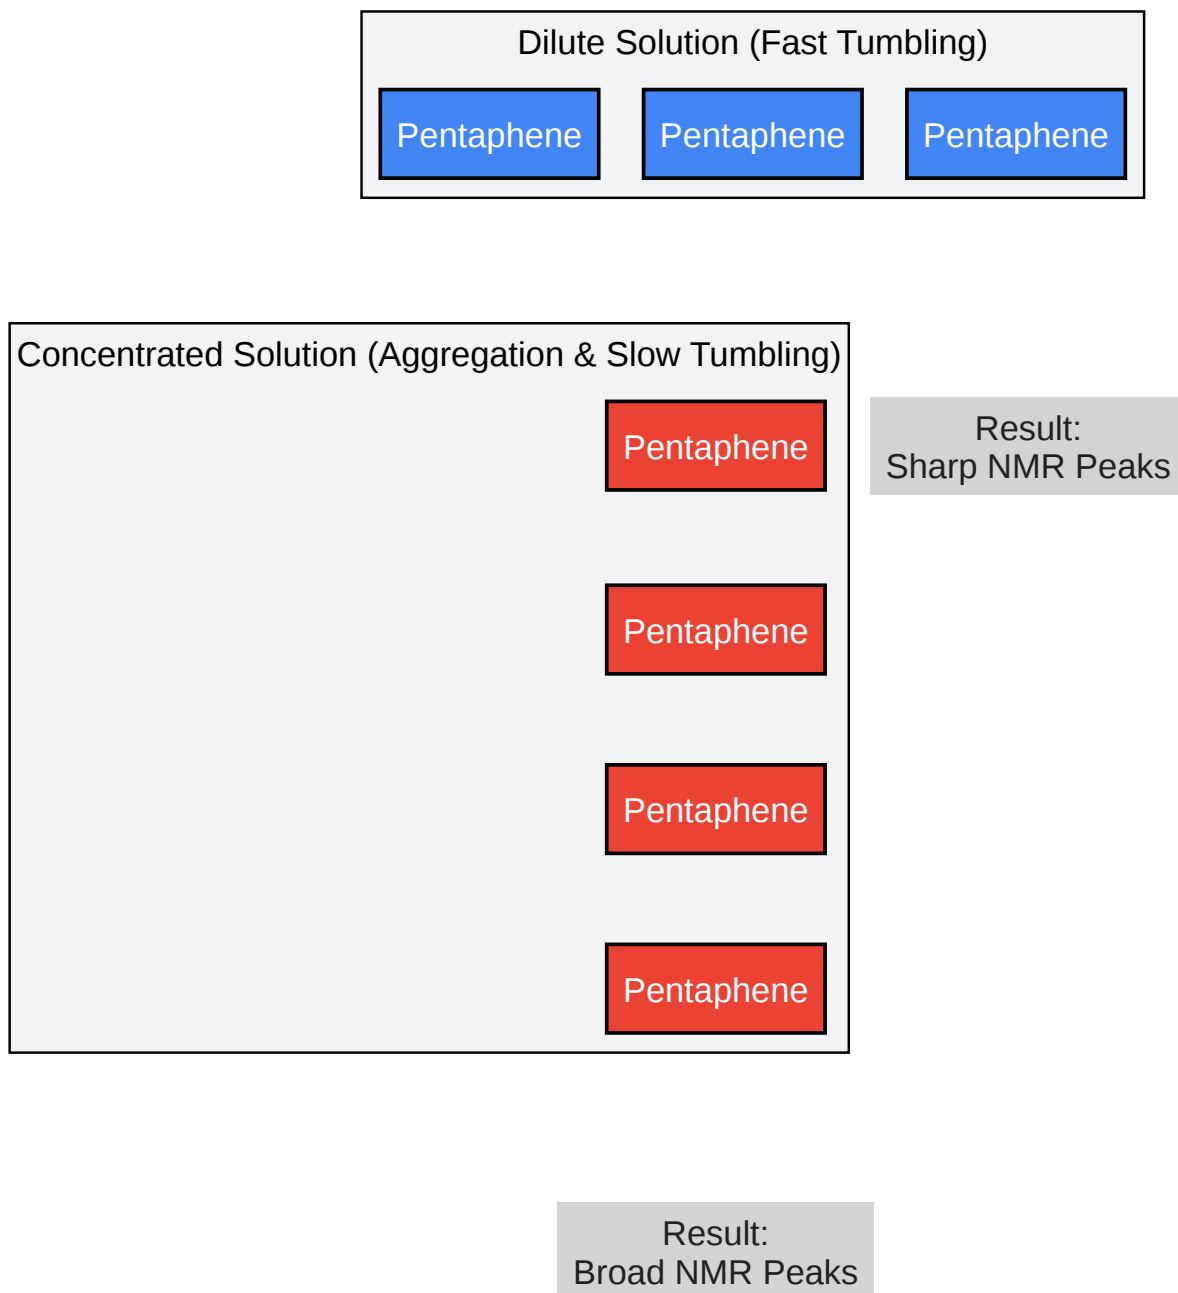 Dilute Solution (Fast Tumbling)
Pentaphene
Pentaphene
Pentaphene
Concentrated Solution (Aggregation & Slow Tumbling)
Pentaphene
Result:
Sharp NMR Peaks
Pentaphene
Pentaphene
Pentaphene
Result:
Broad NMR Peaks